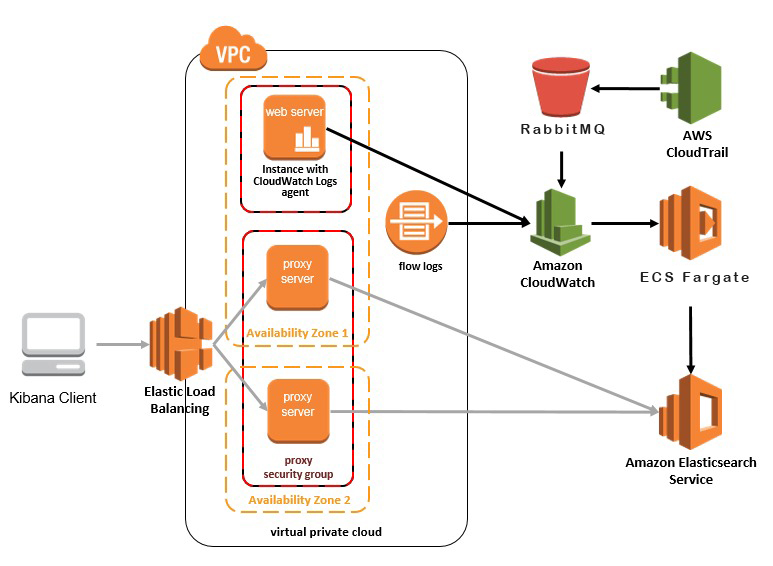 VPC
web server
Instance with
CloudWatch Logs
agent
RabbitMQ
AWS
CloudTrail
flow logs
Amazon
CloudWatch
ECS Fargate
proxy
server
Availability Zone 1
Kibana Client
Elastic Load
Balancing
proxy
server
proxy
security group
Availability Zone 2
Amazon Elasticsearch
Service
virtual private cloud